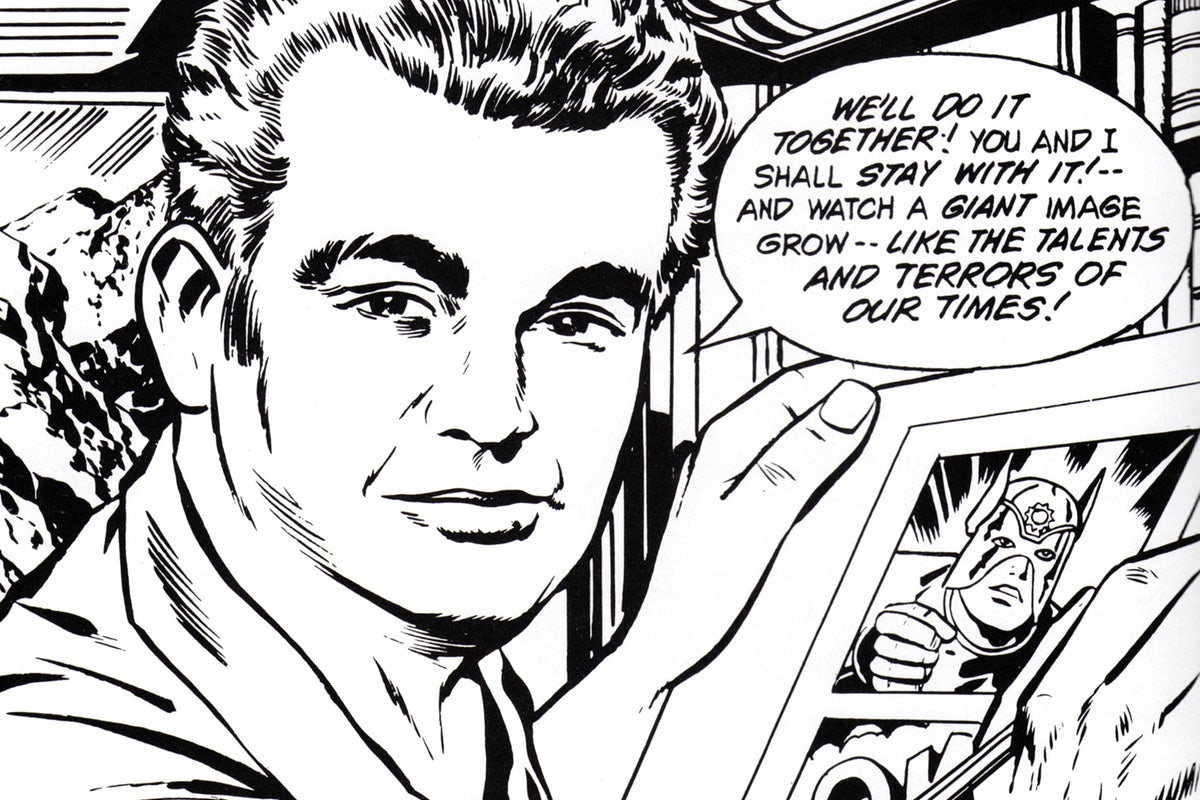 WE'LL DO IT
TOGETHER! YOU AND I
SHALL STAY WITH IT!--
AND WATCH A GIANT IMAGE
GROW -- LIKE THE TALENTS
AND TERRORS OF
OUR TIMES!